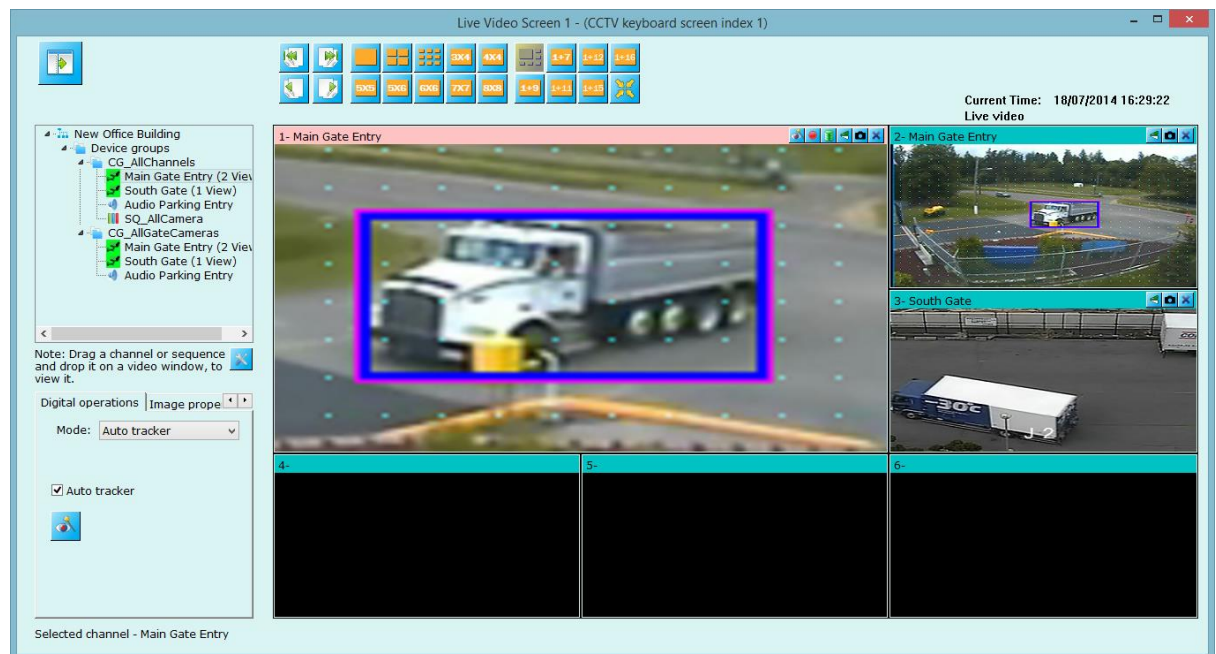 Live Video Screen 1 - (CCTV keyboard screen index 1)
3X4 4X4 1+7 1+12 1+16
5X5 5X6 6X6 7X7 8X8 1+9 1+11 1+15
Current Time: 18/07/2014 16:29:22
Live video
New Office Building
Device groups
CG_AllChannels
Main Gate Entry (2 View
South Gate (1 View)
Audio Parking Entry
SQ_AllCamera
CG_AllGateCameras
Main Gate Entry (2 View
South Gate (1 View)
Audio Parking Entry
Note: Drag a channel or sequence
and drop it on a video window, to
view it.
Digital operations Image prope
Mode: Auto tracker
Auto tracker
Selected channel - Main Gate Entry
1- Main Gate Entry
2- Main Gate Entry
3- South Gate
-30°c
J 2
4-
5-
6-